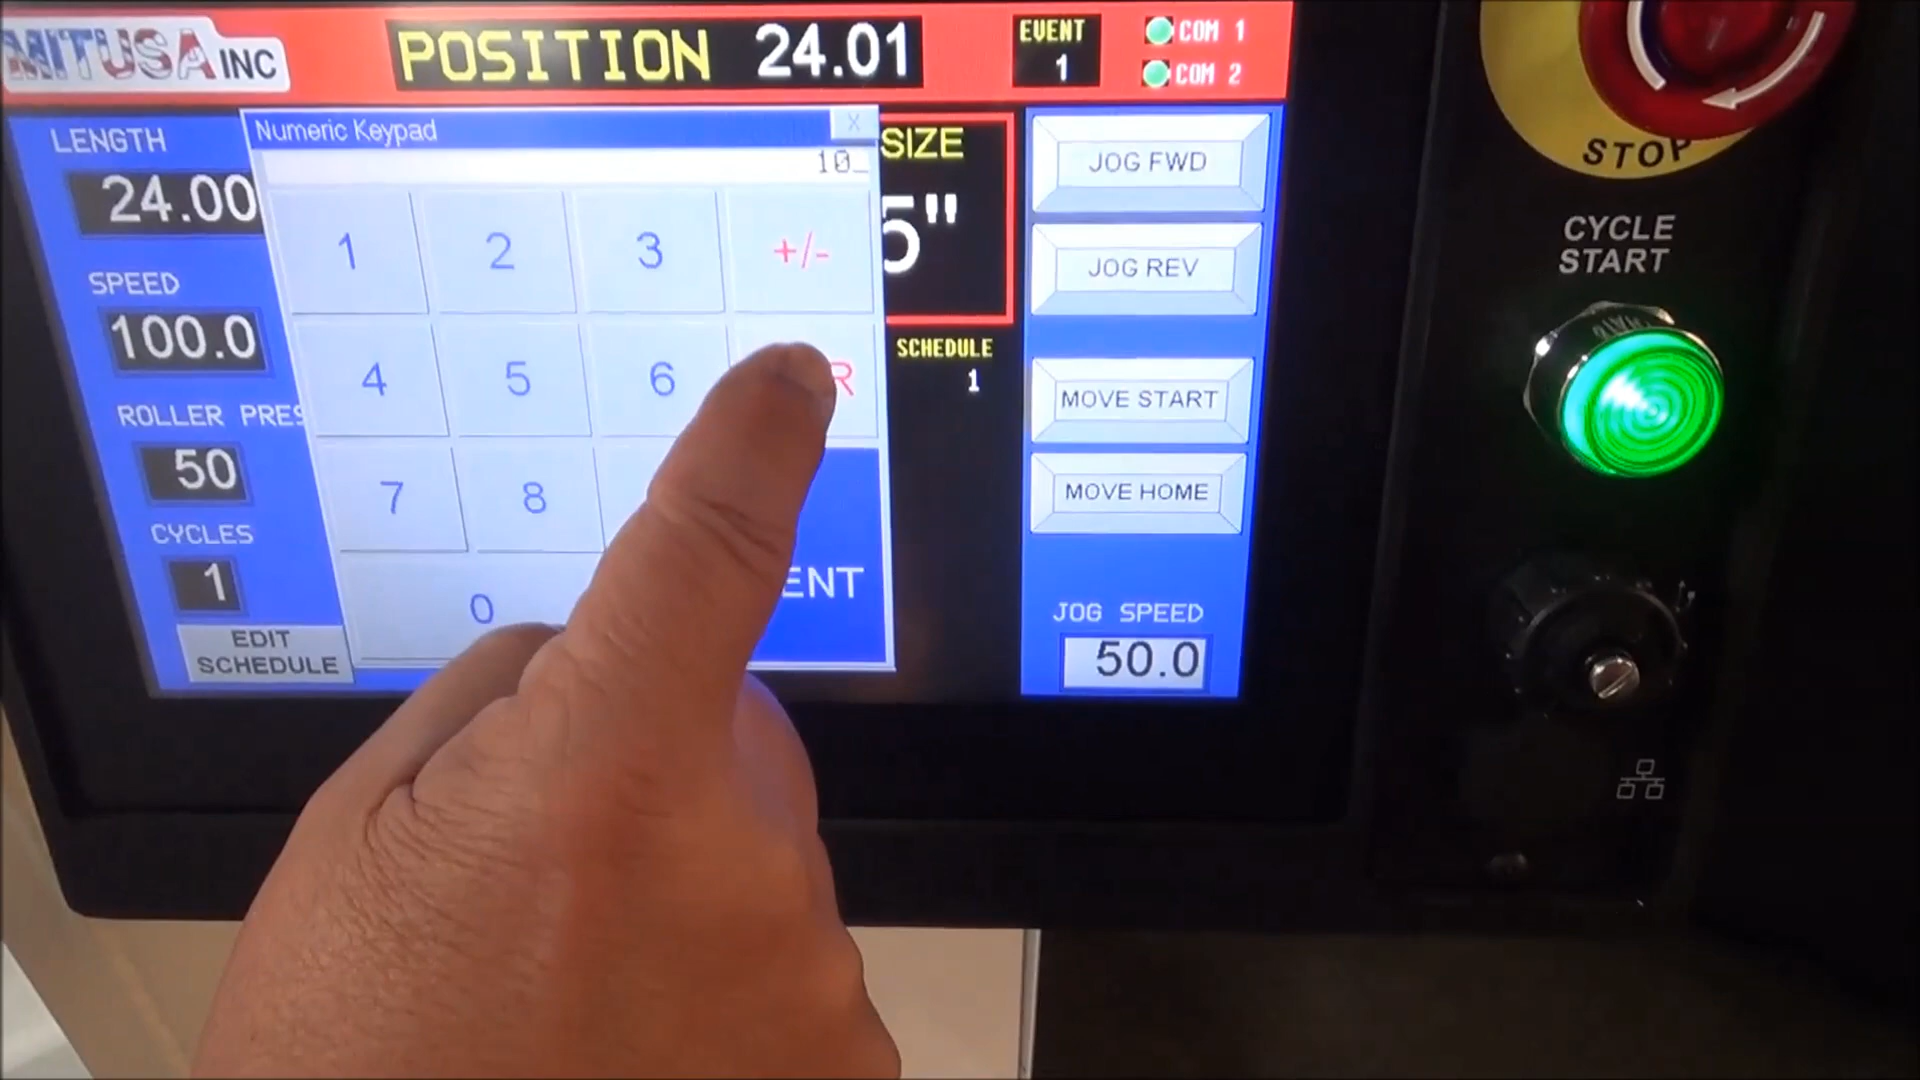 MITUSA INC
POSITION 24.01
EVENT
1
COM 1
COM 2
LENGTH
24.00
SPEED
100.0
ROLLER PRES
50
CYCLES
1
EDIT
SCHEDULE
Numeric Keypad
X
10_
1 2 3 +/-
4 5 6 R
7 8
0 ENT
SIZE
5"
SCHEDULE
1
JOG FWD
JOG REV
MOVE START
MOVE HOME
JOG SPEED
50.0
STOP
CYCLE
START